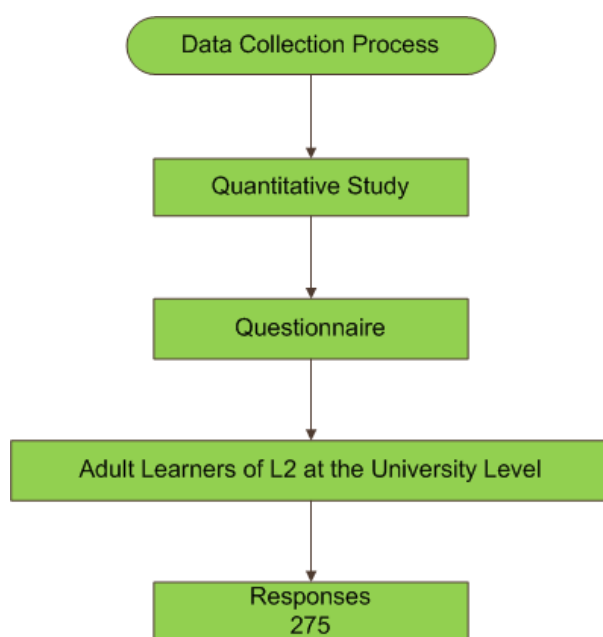 Data Collection Process
Quantitative Study
Questionnaire
Adult Learners of L2 at the University Level
Responses
275